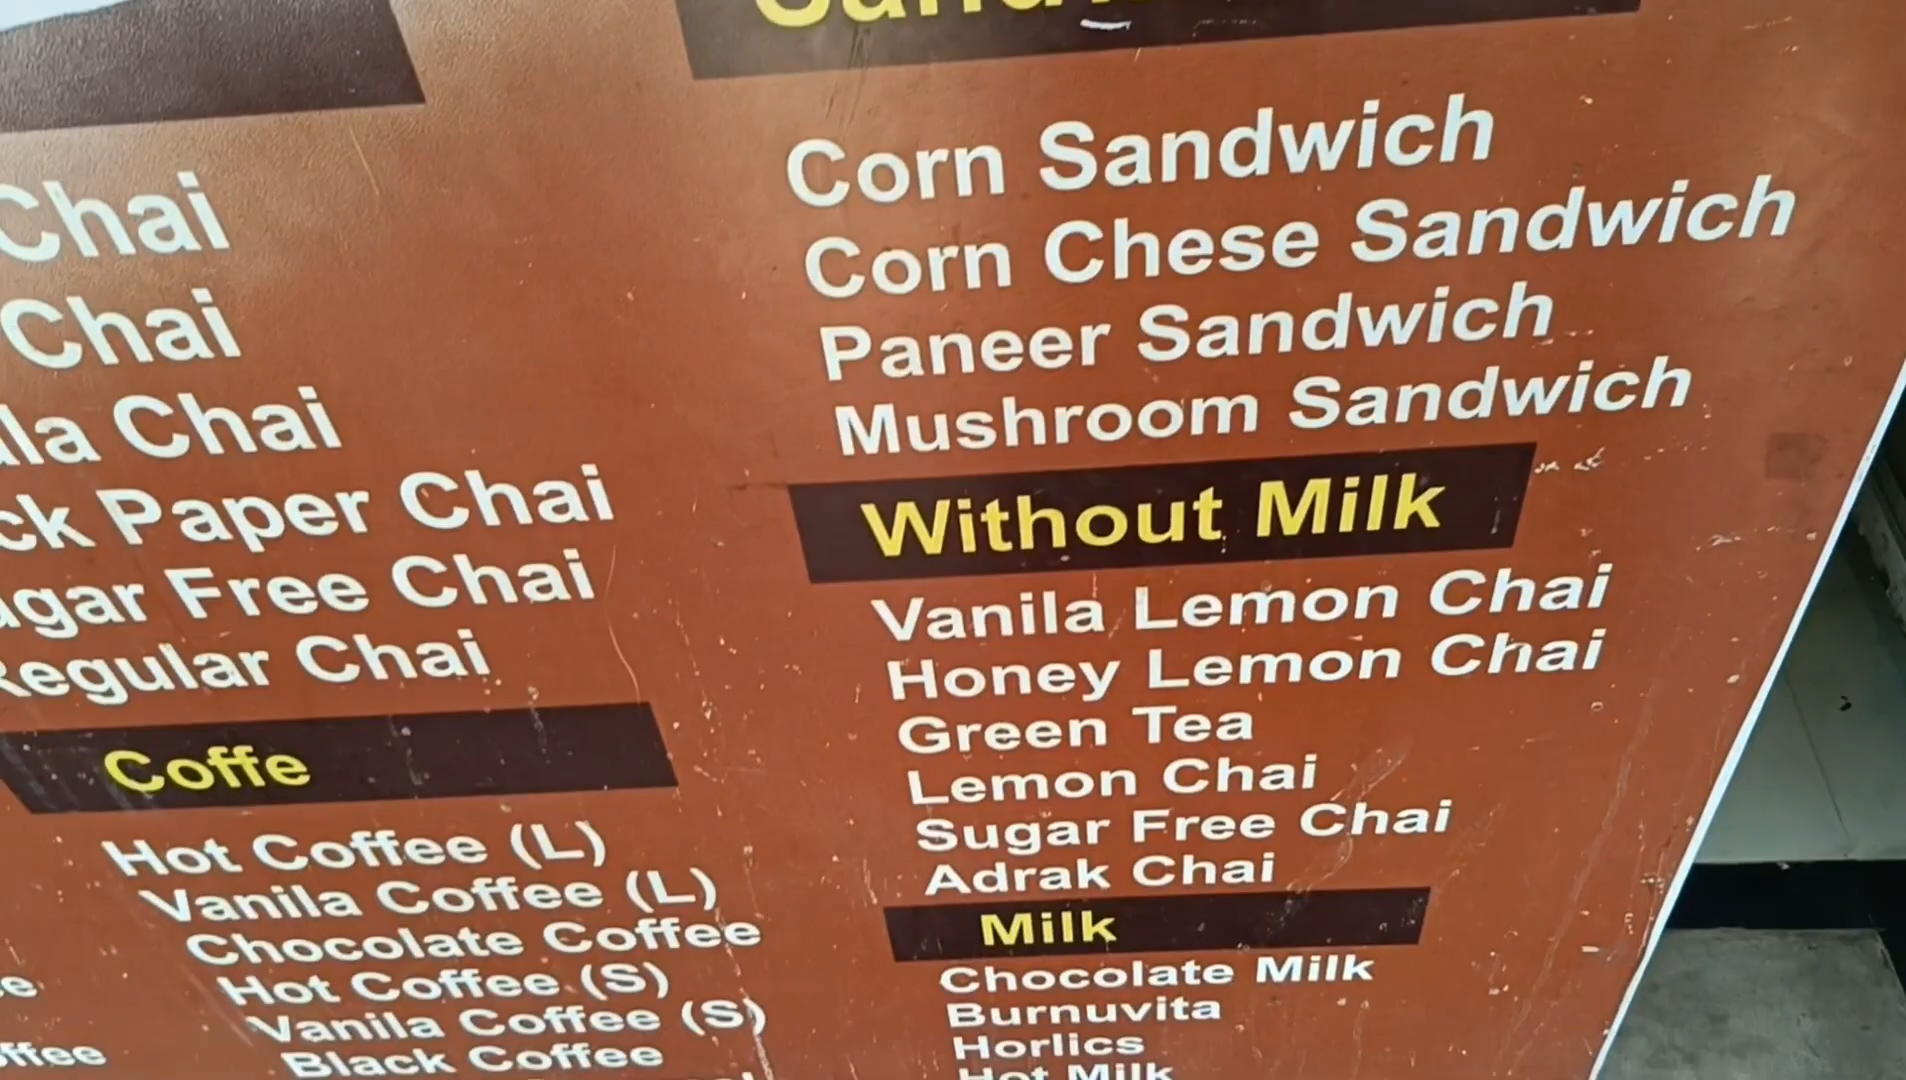 Chai
Chai
Chai
Paper Chai
Free Chai
Regular Chai
Coffe
Hot Coffee (L)
Vanila Coffee (L)
Chocolate Coffee
Hot Coffee (S)
Vanila Coffee (S)
Black Coffee
Corn Sandwich
Corn Chese Sandwich
Paneer Sandwich
Mushroom Sandwich
Without Milk
Vanila Lemon Chai
Honey Lemon Chai
Green Tea
Lemon Chai
Sugar Free Chai
Adrak Chai
Milk
Chocolate Milk
Burnuvita
Horlics
Hot Milk